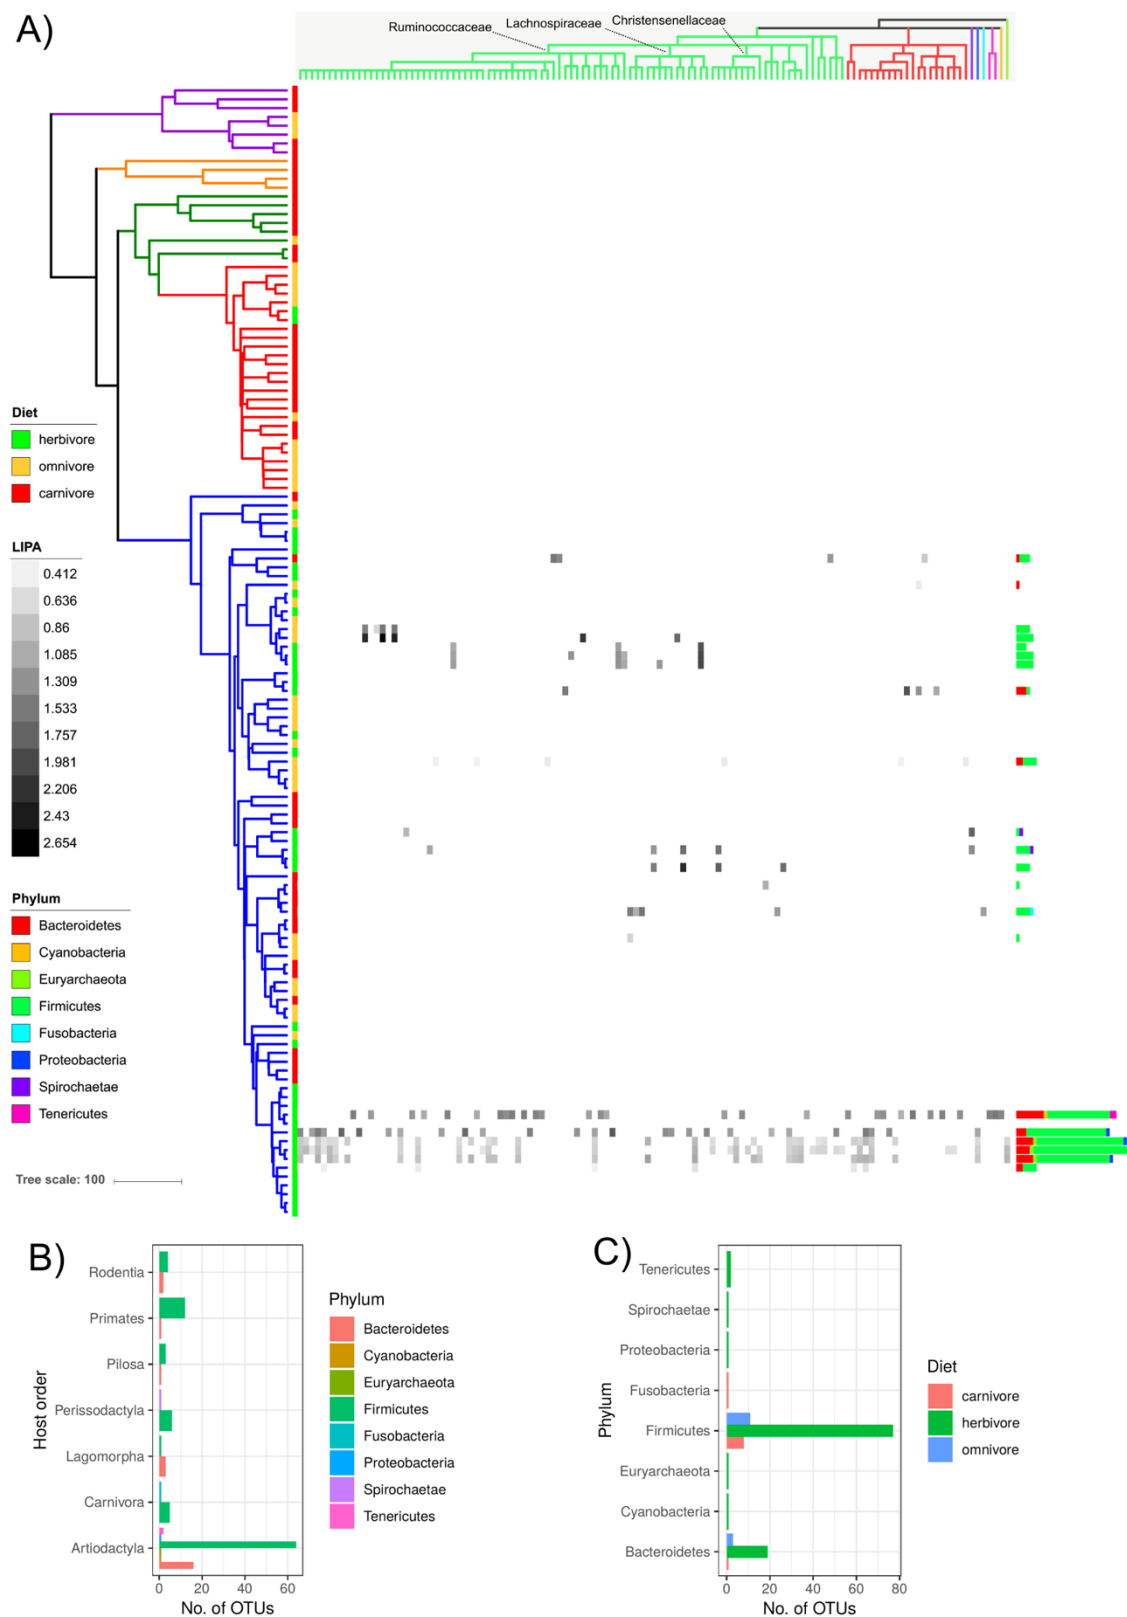 A)
Ruminococcaceae
Lachnospiraceae
Christensenellaceae
Diet
herbivore
omnivore
carnivore
LIPA
0.412
0.636
0.86
1.085
1.309
1.533
1.757
1.981
2.206
2.43
2.654
Phylum
Bacteroidetes
Cyanobacteria
Euryarchaeota
Firmicutes
Fusobacteria
Proteobacteria
Spirochaetae
Tenericutes
Tree scale: 100
B)
Host order
Rodentia
Primates
Pilosa
Perissodactyla
Lagomorpha
Carnivora
Artiodactyla
0 20 40 60
No. of OTUs
Phylum
Bacteroidetes
Cyanobacteria
Euryarchaeota
Firmicutes
Fusobacteria
Proteobacteria
Spirochaetae
Tenericutes
C)
Phylum
Tenericutes
Spirochaetae
Proteobacteria
Fusobacteria
Firmicutes
Euryarchaeota
Cyanobacteria
Bacteroidetes
0 20 40 60 80
No. of OTUs
Diet
carnivore
herbivore
omnivore